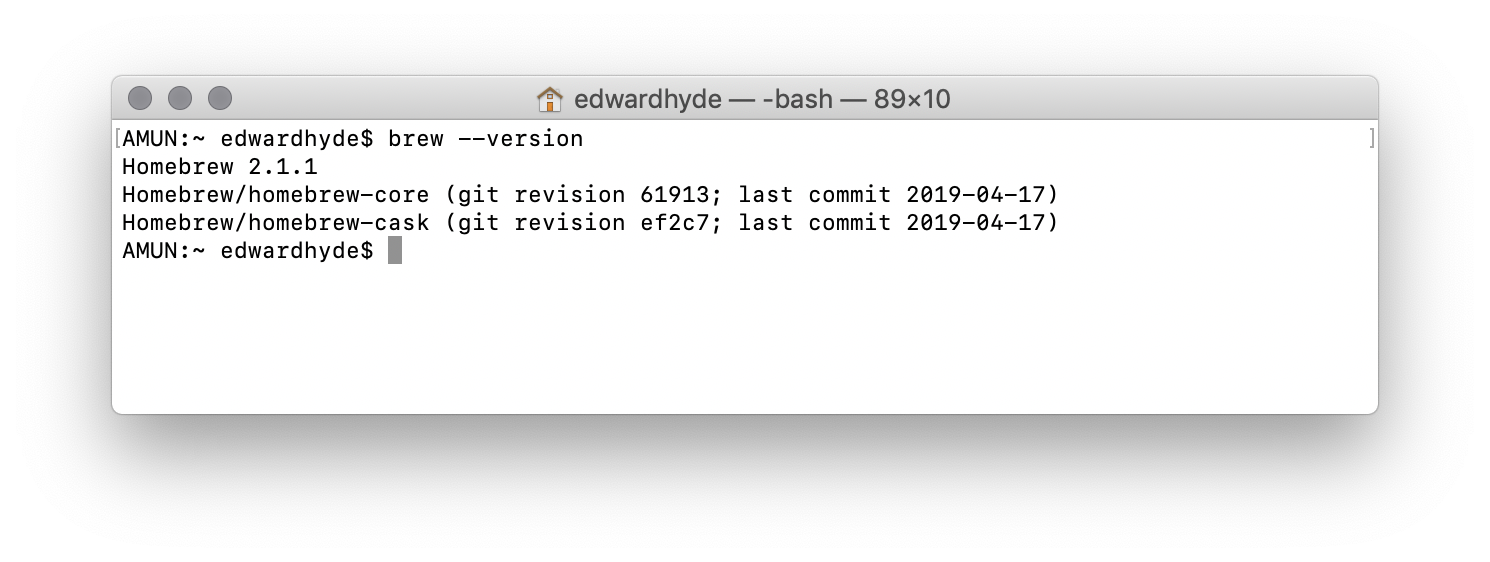 edwardhyde — -bash — 89×10
[AMUN:~ edwardhyde$ brew --version ]
Homebrew 2.1.1
Homebrew/homebrew-core (git revision 61913; last commit 2019-04-17)
Homebrew/homebrew-cask (git revision ef2c7; last commit 2019-04-17)
AMUN:~ edwardhyde$